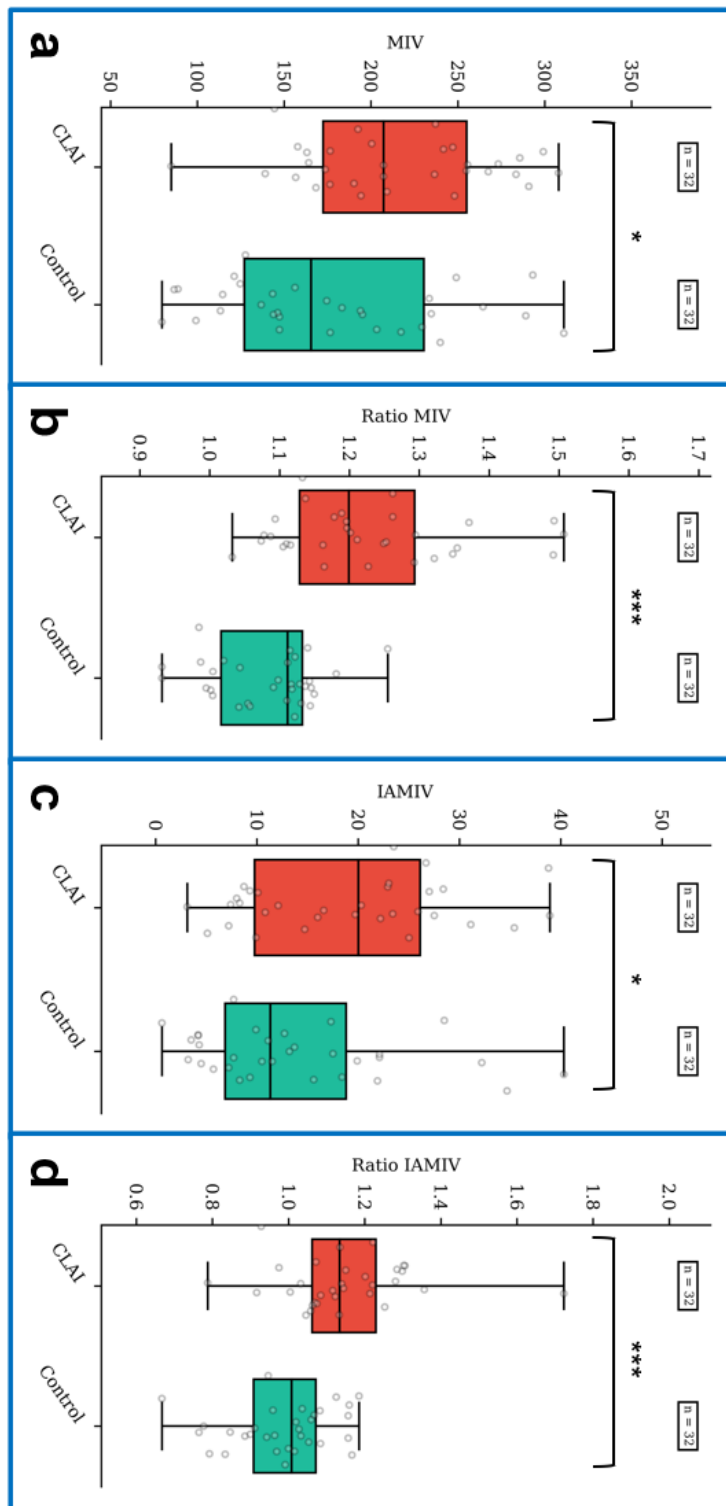 a
MIV
350
300
250
200
150
100
50
n = 32
n = 32
*
CLAI
Control
b
Ratio MIV
1.7
1.6
1.5
1.4
1.3
1.2
1.1
1.0
0.9
n = 32
n = 32
***
CLAI
Control
c
IAMIV
50
40
30
20
10
0
n = 32
n = 32
*
CLAI
Control
d
Ratio IAMIV
2.0
1.8
1.6
1.4
1.2
1.0
0.8
0.6
n = 32
n = 32
***
CLAI
Control